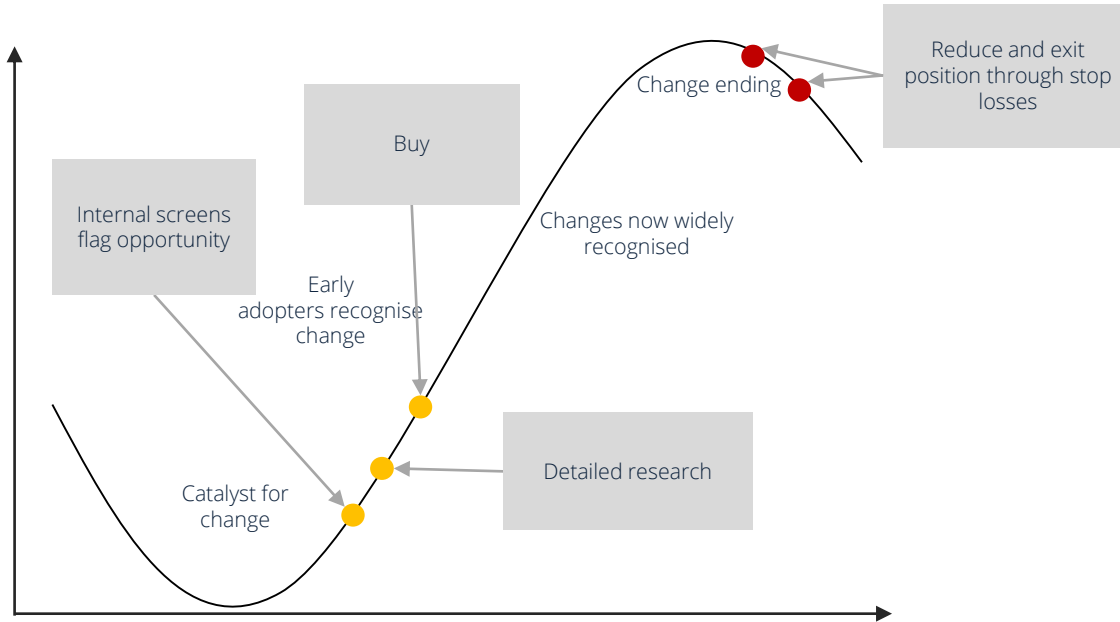 Reduce and exit
position through stop
losses
Change ending
Buy
Internal screens
flag opportunity
Changes now widely
recognised
Early
adopters recognise
change
Detailed research
Catalyst for
change